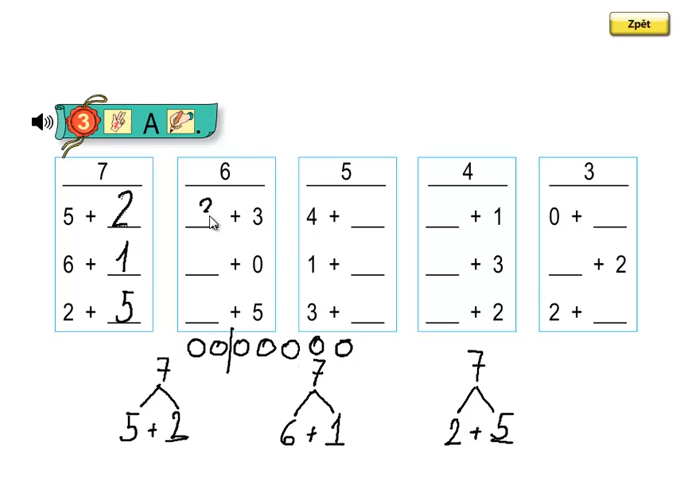 Zpět
3 A .
7 6 5 4 3
5 + 2 ___ + 3 4 + ___ ___ + 1 0 + ___
6 + 1 ___ + 0 1 + ___ ___ + 3 ___ + 2
2 + 5 ___ + 5 3 + ___ ___ + 2 2 + ___
7 7 7
5 + 2 6 + 1 2 + 5